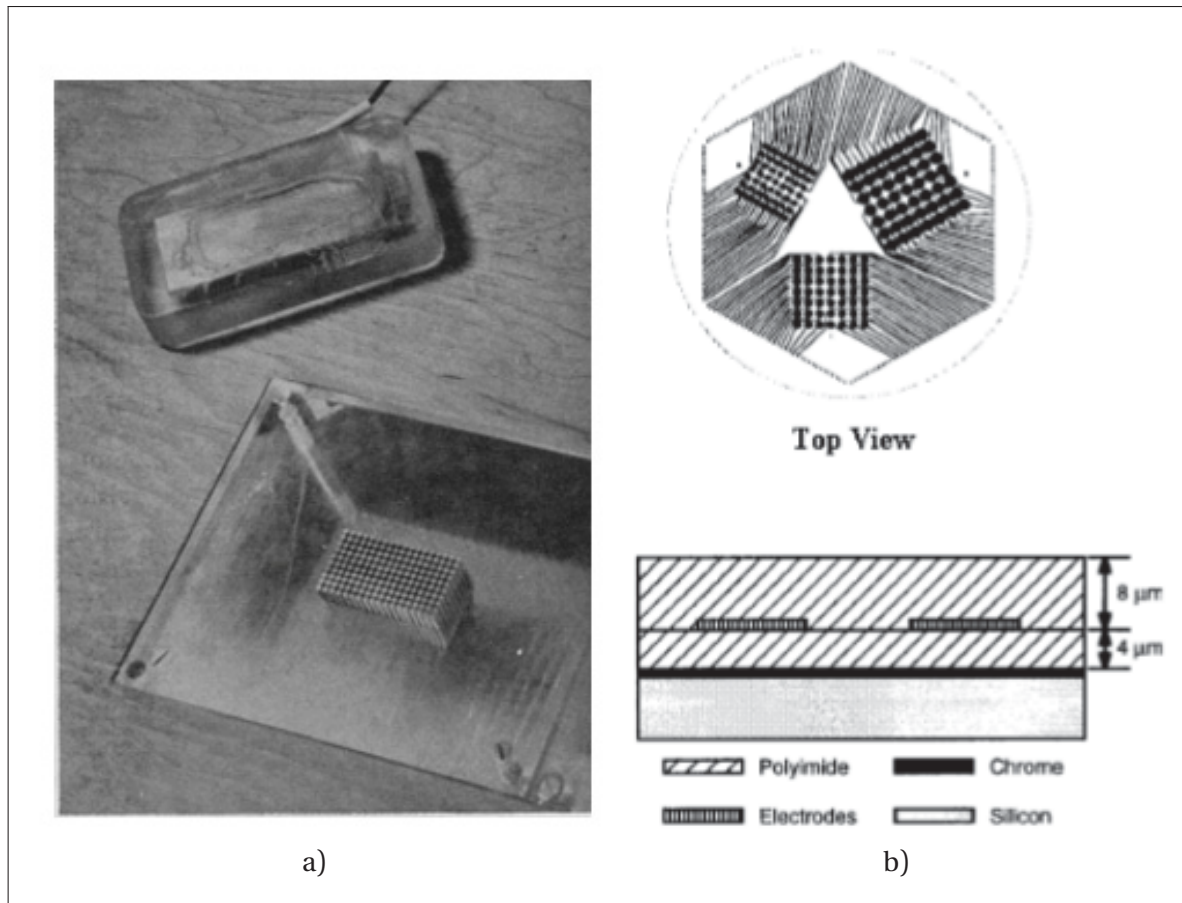 Top View
8 μm
4 μm
Polyimide
Chrome
Electrodes
Silicon
a)
b)